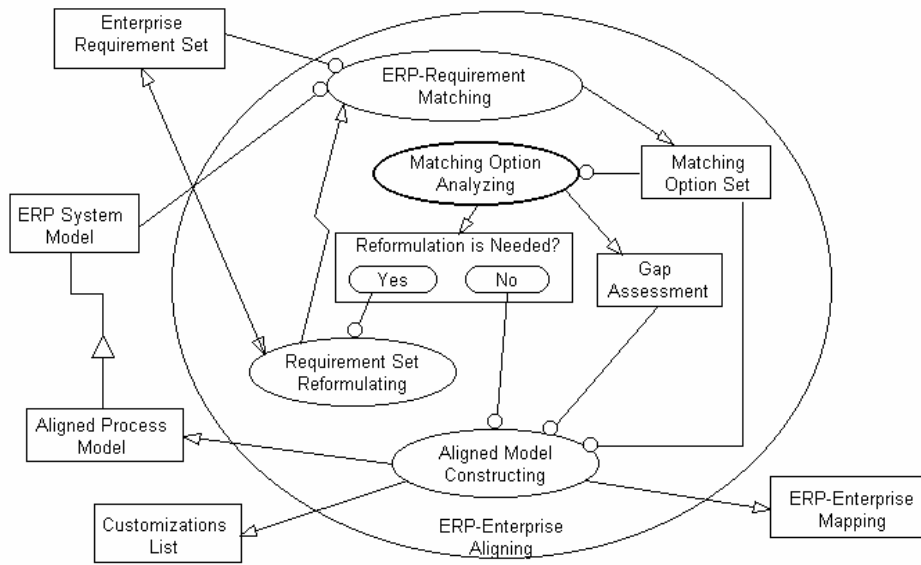 Enterprise
Requirement Set
ERP-Requirement
Matching
Matching Option
Analyzing
Matching
Option Set
ERP System
Model
Reformulation is Needed?
Yes
No
Gap
Assessment
Requirement Set
Reformulating
Aligned Process
Model
Aligned Model
Constructing
ERP-Enterprise
Mapping
Customizations
List
ERP-Enterprise
Aligning